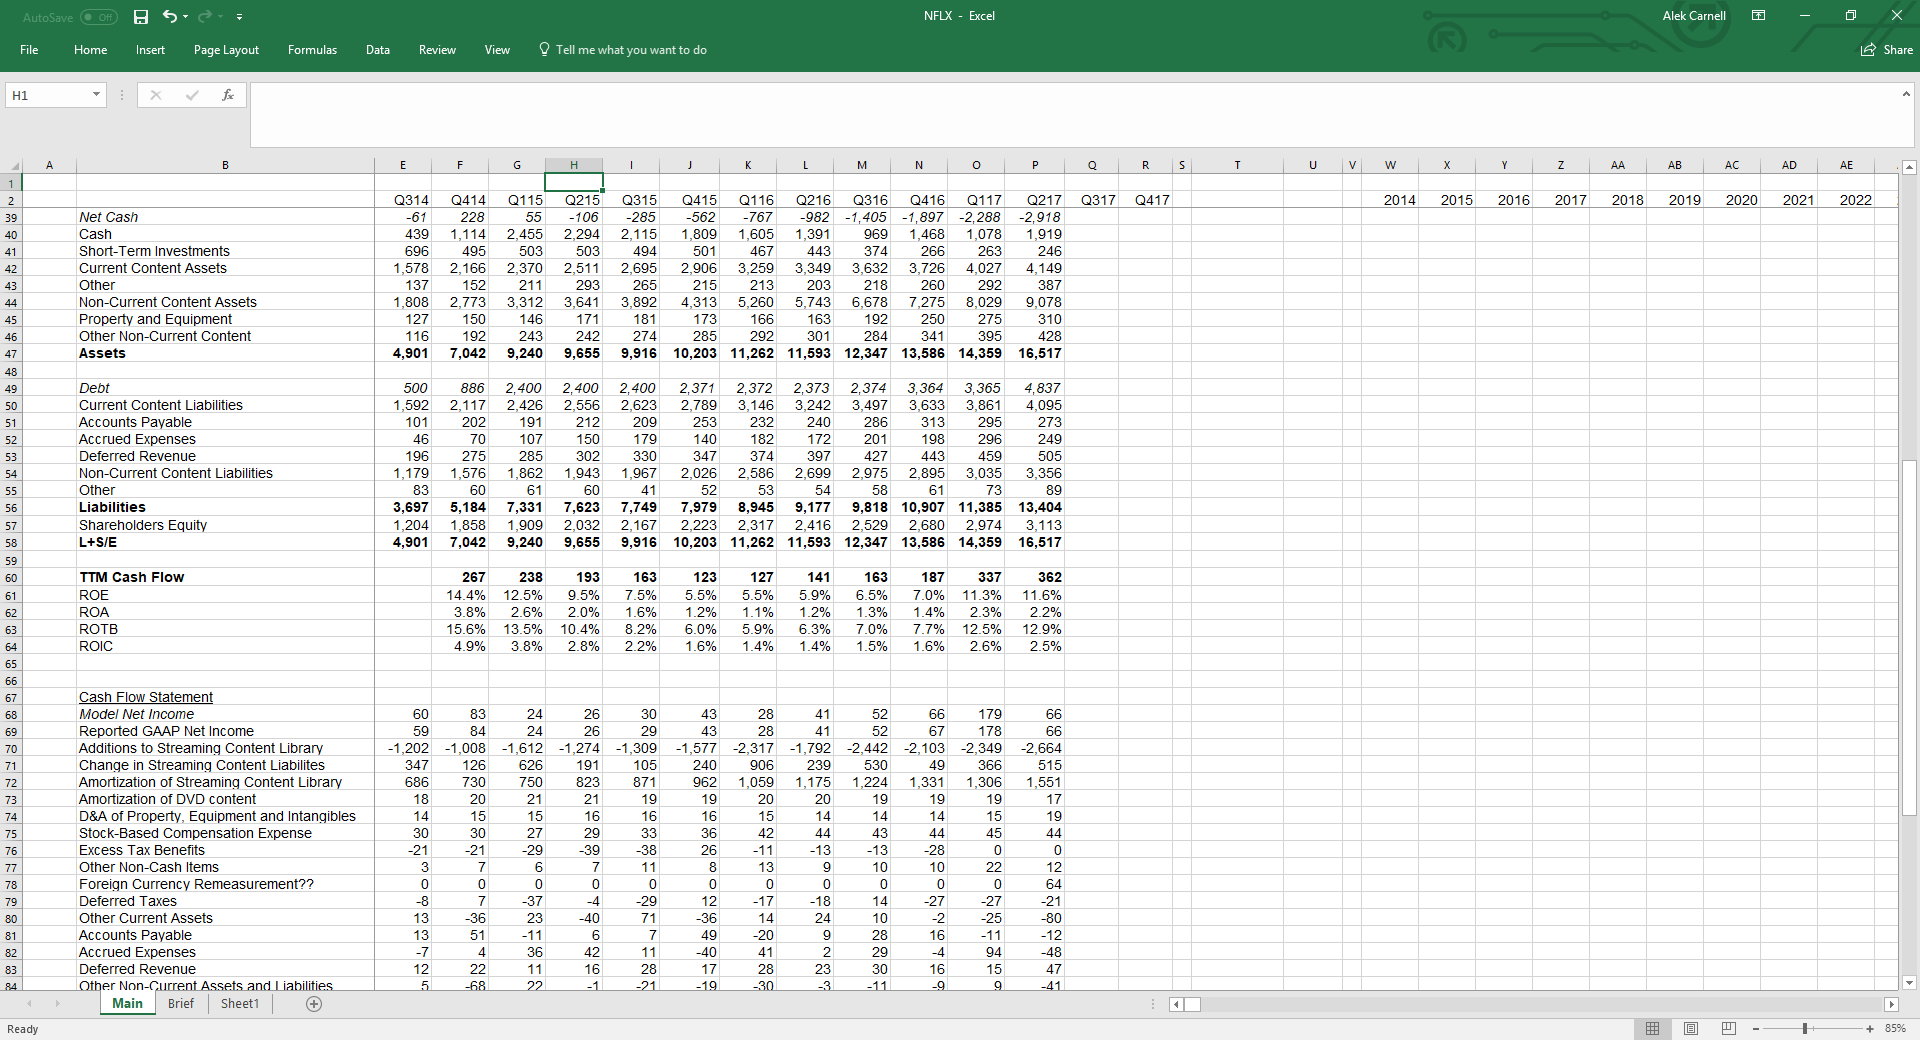 AutoSave Off
NFLX - Excel
Alek Carnell
File Home Insert Page Layout Formulas Data Review View Tell me what you want to do Share
H1 fx
A B E F G H I J K L M N O P Q R S T U V W X Y Z AA AB AC AD AE
1
2 Q314 Q414 Q115 Q215 Q315 Q415 Q116 Q216 Q316 Q416 Q117 Q217 Q317 Q417 2014 2015 2016 2017 2018 2019 2020 2021 2022
39 Net Cash -61 228 55 -106 -285 -562 -767 -982 -1,405 -1,897 -2,288 -2,918
40 Cash 439 1,114 2,455 2,294 2,115 1,809 1,605 1,391 969 1,468 1,078 1,919
41 Short-Term Investments 696 495 503 503 494 501 467 443 374 266 263 246
42 Current Content Assets 1,578 2,166 2,370 2,511 2,695 2,906 3,259 3,349 3,632 3,726 4,027 4,149
43 Other 137 152 211 293 265 215 213 203 218 260 292 387
44 Non-Current Content Assets 1,808 2,773 3,312 3,641 3,892 4,313 5,260 5,743 6,678 7,275 8,029 9,078
45 Property and Equipment 127 150 146 171 181 173 166 163 192 250 275 310
46 Other Non-Current Content 116 192 243 242 274 285 292 301 284 341 395 428
47 Assets 4,901 7,042 9,240 9,655 9,916 10,203 11,262 11,593 12,347 13,586 14,359 16,517
48
49 Debt 500 886 2,400 2,400 2,400 2,371 2,372 2,373 2,374 3,364 3,365 4,837
50 Current Content Liabilities 1,592 2,117 2,426 2,556 2,623 2,789 3,146 3,242 3,497 3,633 3,861 4,095
51 Accounts Payable 101 202 191 212 209 253 232 240 286 313 295 273
52 Accrued Expenses 46 70 107 150 179 140 182 172 201 198 296 249
53 Deferred Revenue 196 275 285 302 330 347 374 397 427 443 459 505
54 Non-Current Content Liabilities 1,179 1,576 1,862 1,943 1,967 2,026 2,586 2,699 2,975 2,895 3,035 3,356
55 Other 83 60 61 60 41 52 53 54 58 61 73 89
56 Liabilities 3,697 5,184 7,331 7,623 7,749 7,979 8,945 9,177 9,818 10,907 11,385 13,404
57 Shareholders Equity 1,204 1,858 1,909 2,032 2,167 2,223 2,317 2,416 2,529 2,680 2,974 3,113
58 L+S/E 4,901 7,042 9,240 9,655 9,916 10,203 11,262 11,593 12,347 13,586 14,359 16,517
59
60 TTM Cash Flow 267 238 193 163 123 127 141 163 187 337 362
61 ROE 14.4% 12.5% 9.5% 7.5% 5.5% 5.5% 5.9% 6.5% 7.0% 11.3% 11.6%
62 ROA 3.8% 2.6% 2.0% 1.6% 1.2% 1.1% 1.2% 1.3% 1.4% 2.3% 2.2%
63 ROTB 15.6% 13.5% 10.4% 8.2% 6.0% 5.9% 6.3% 7.0% 7.7% 12.5% 12.9%
64 ROIC 4.9% 3.8% 2.8% 2.2% 1.6% 1.4% 1.4% 1.5% 1.6% 2.6% 2.5%
65
66
67 Cash Flow Statement
68 Model Net Income 60 83 24 26 30 43 28 41 52 66 179 66
69 Reported GAAP Net Income 59 84 24 26 29 43 28 41 52 67 178 66
70 Additions to Streaming Content Library -1,202 -1,008 -1,612 -1,274 -1,309 -1,577 -2,317 -1,792 -2,442 -2,103 -2,349 -2,664
71 Change in Streaming Content Liabilites 347 126 626 191 105 240 906 239 530 49 366 515
72 Amortization of Streaming Content Library 686 730 750 823 871 962 1,059 1,175 1,224 1,331 1,306 1,551
73 Amortization of DVD content 18 20 21 21 19 19 20 20 19 19 19 17
74 D&A of Property, Equipment and Intangibles 14 15 15 16 16 16 15 14 14 14 15 19
75 Stock-Based Compensation Expense 30 30 27 29 33 36 42 44 43 44 45 44
76 Excess Tax Benefits -21 -21 -29 -39 -38 26 -11 -13 -13 -28 0 0
77 Other Non-Cash Items 3 7 6 7 11 8 13 9 10 10 22 12
78 Foreign Currency Remeasurement?? 0 0 0 0 0 0 0 0 0 0 0 64
79 Deferred Taxes -8 7 -37 -4 -29 12 -17 -18 14 -27 -27 -21
80 Other Current Assets 13 -36 23 -40 71 -36 14 24 10 -2 -25 -80
81 Accounts Payable 13 51 -11 6 7 49 -20 9 28 16 -11 -12
82 Accrued Expenses -7 4 36 42 11 -40 41 2 29 -4 94 -48
83 Deferred Revenue 12 22 11 16 28 17 28 23 30 16 15 47
84 Other Non-Current Assets and Liabilities 5 -68 22 -1 -21 -19 -30 -3 -11 -9 9 -41
Main Brief Sheet1
Ready 85%